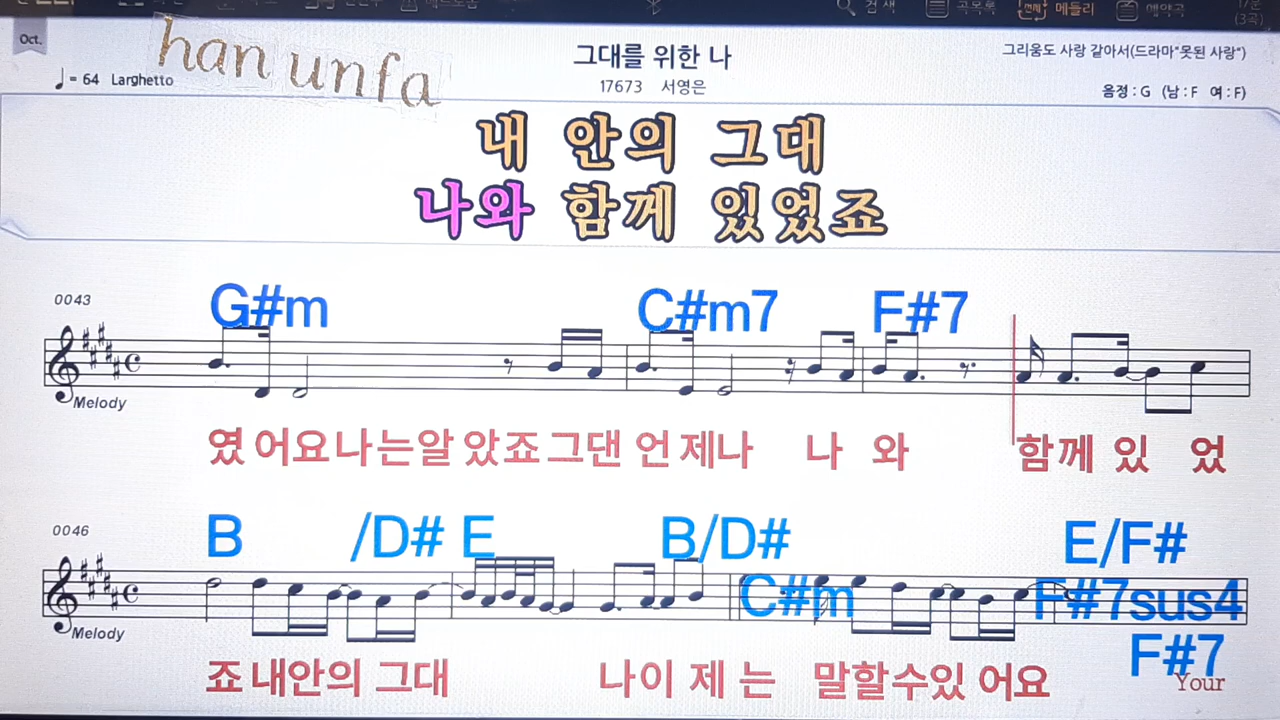 검색 곡목록 메들리 예약곡
(3곡)
Oct.
han unfa
= 64 Larghetto
그대를 위한 나
17673 서영은
그리움도 사랑 같아서(드라마"못된 사랑")
음정 : G (남 : F 여 : F)
내 안의 그대
나와 함께 있었죠
0043
G#m C#m7 F#7
Melody
였 어요나는알 았죠그댄 언 제나 나 와 함께 있 었
0046
B /D# E B/D# E/F#
C#m F#7sus4
F#7
Melody
죠 내안의 그대 나이 제 는 말할수있 어요
Your